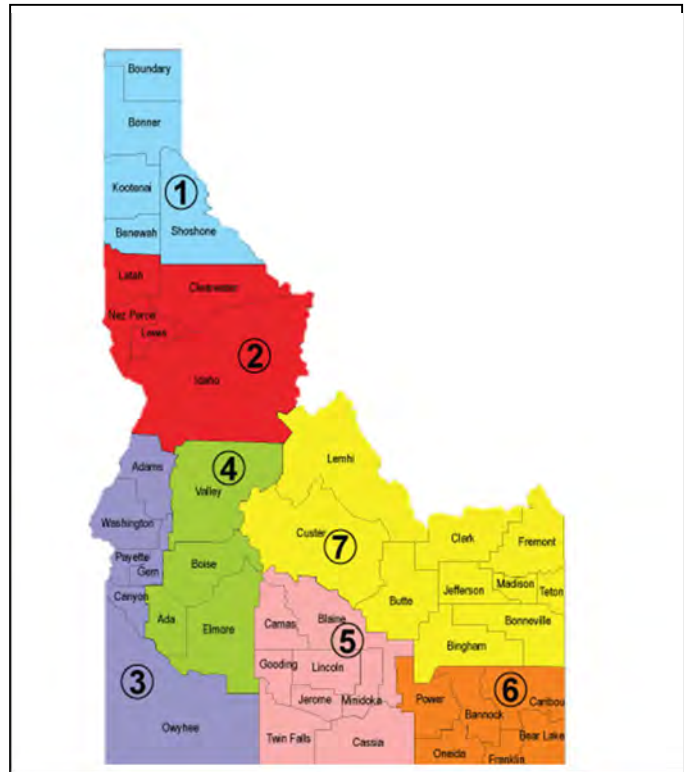 Boundary
Bonner
Kootenai
1
Benewah
Shoshone
Latah
Clearwater
Nez Perce
Lewis
2
Idaho
Adams
4
Lemhi
Valley
Washington
Custer
7
Clark
Fremont
Payette
Gem
Boise
Canyon
Butte
Jefferson
Madison
Teton
Ada
Elmore
Camas
Blaine
5
Bonneville
Bingham
Gooding
Lincoln
3
6
Jerome
Minidoka
Power
Caribou
Bannock
Owyhee
Twin Falls
Cassia
Bear Lake
Oneida
Franklin